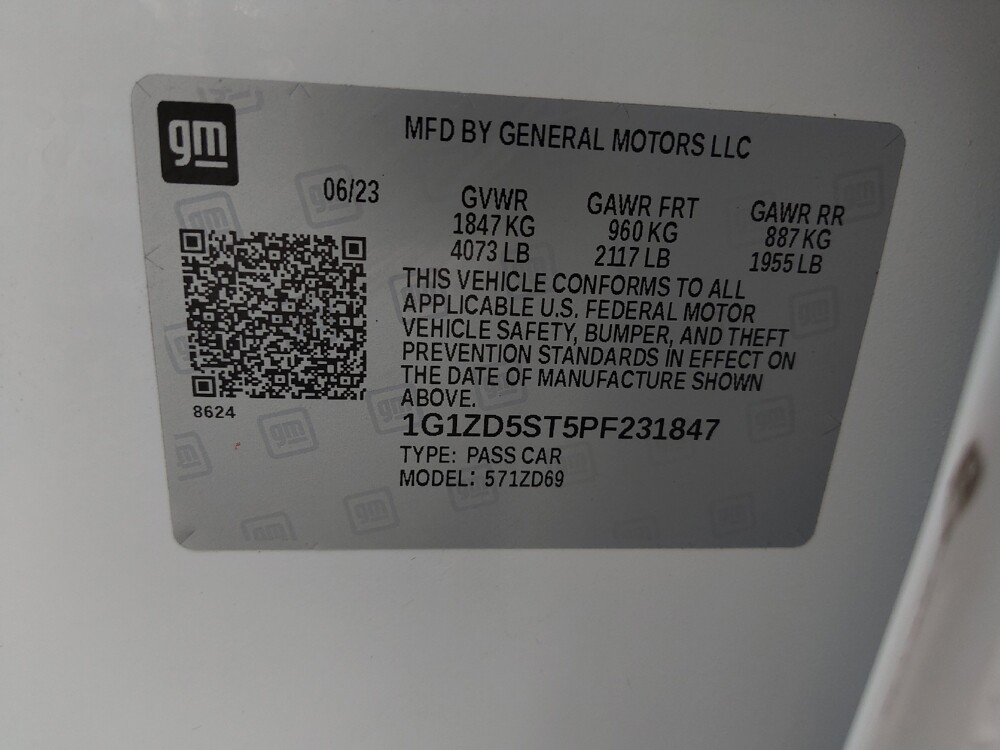 gm
MFD BY GENERAL MOTORS LLC
06/23
GVWR GAWR FRT GAWR RR
1847 KG 960 KG 887 KG
4073 LB 2117 LB 1955 LB
THIS VEHICLE CONFORMS TO ALL
APPLICABLE U.S. FEDERAL MOTOR
VEHICLE SAFETY, BUMPER, AND THEFT
PREVENTION STANDARDS IN EFFECT ON
THE DATE OF MANUFACTURE SHOWN
ABOVE.
8624
1G1ZD5ST5PF231847
TYPE: PASS CAR
MODEL: 571ZD69